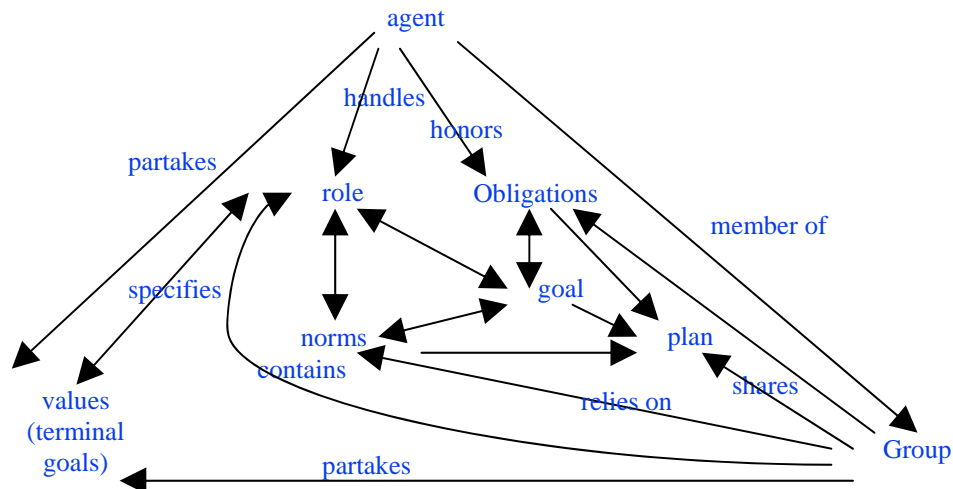 agent
handles
honors
partakes
role
Obligations
member of
specifies
goal
norms
plan
contains
shares
values
relies on
(terminal
Group
goals)
partakes